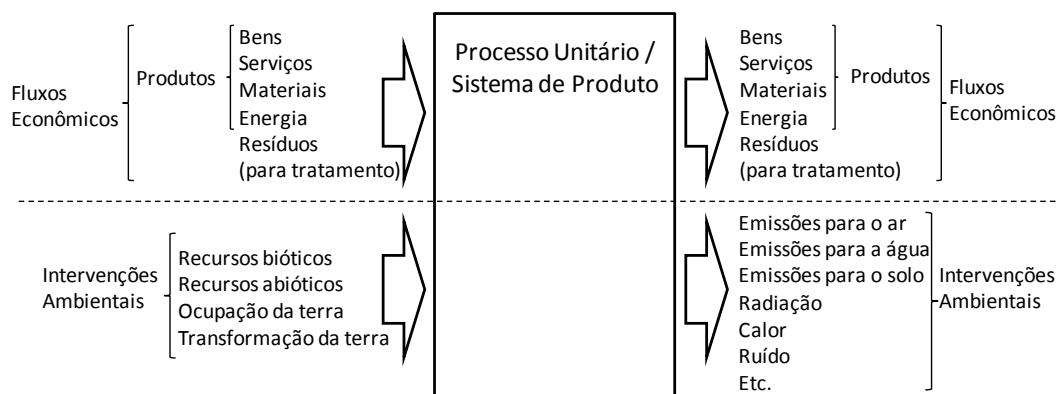 Processo Unitário /
Sistema de Produto
Fluxos
Econômicos
Produtos
Bens
Serviços
Materiais
Energia
Resíduos
(para tratamento)
Bens
Serviços
Materiais
Energia
Resíduos
(para tratamento)
Produtos
Fluxos
Econômicos
Intervenções
Ambientais
Recursos bióticos
Recursos abióticos
Ocupação da terra
Transformação da terra
Emissões para o ar
Emissões para a água
Emissões para o solo
Radiação
Calor
Ruído
Etc.
Intervenções
Ambientais